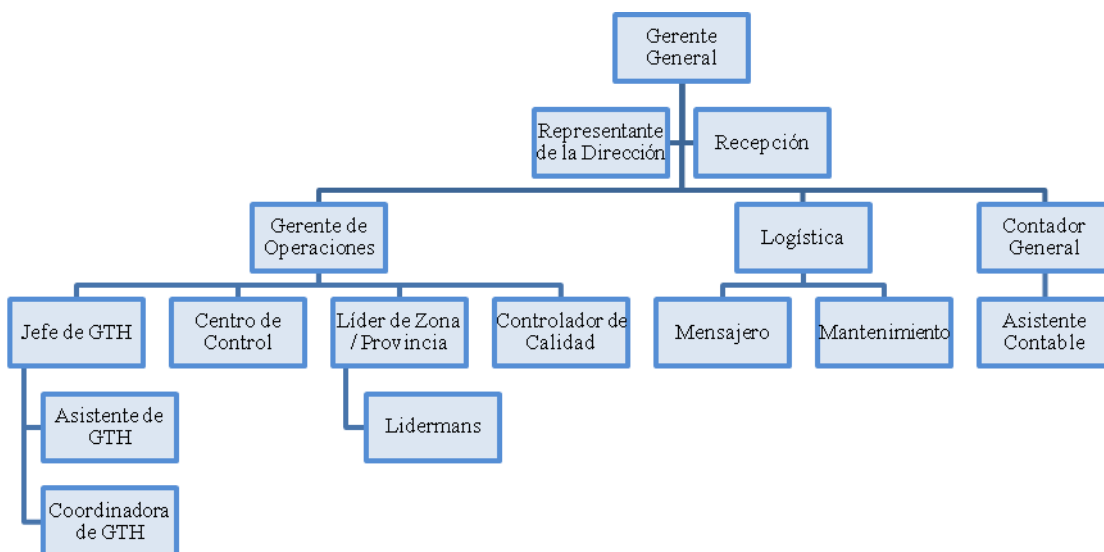 Gerente
General
Representante
de la Dirección
Recepción
Gerente de
Operaciones
Logística
Contador
General
Jefe de GTH
Centro de
Control
Líder de Zona
/ Provincia
Controlador de
Calidad
Mensajero
Mantenimiento
Asistente
Contable
Asistente de
GTH
Lidermans
Coordinadora
de GTH